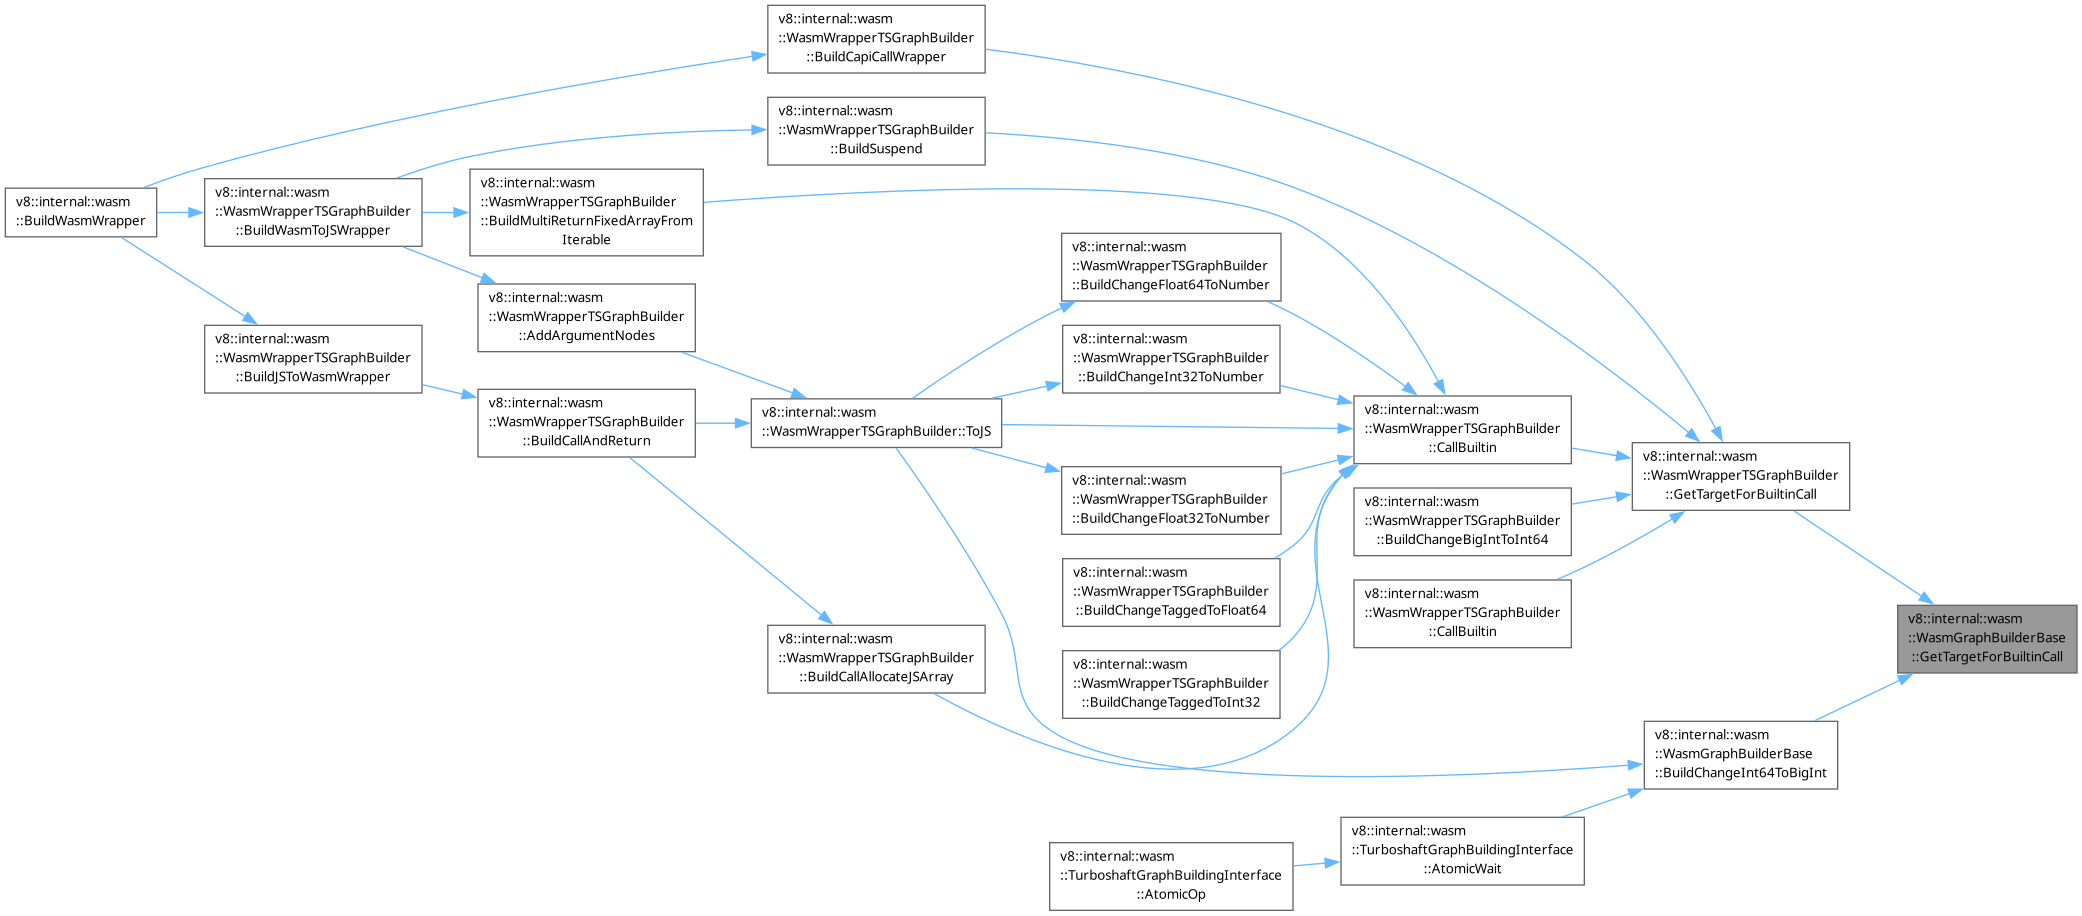 v8::internal::wasm
::WasmWrapperTSGraphBuilder
::BuildCapiCallWrapper
v8::internal::wasm
::WasmWrapperTSGraphBuilder
::BuildSuspend
v8::internal::wasm
::BuildWasmWrapper
v8::internal::wasm
::WasmWrapperTSGraphBuilder
::BuildWasmToJSWrapper
v8::internal::wasm
::WasmWrapperTSGraphBuilder
::BuildMultiReturnFixedArrayFrom
Iterable
v8::internal::wasm
::WasmWrapperTSGraphBuilder
::BuildChangeFloat64ToNumber
v8::internal::wasm
::WasmWrapperTSGraphBuilder
::AddArgumentNodes
v8::internal::wasm
::WasmWrapperTSGraphBuilder
::BuildJSToWasmWrapper
v8::internal::wasm
::WasmWrapperTSGraphBuilder
::BuildChangeInt32ToNumber
v8::internal::wasm
::WasmWrapperTSGraphBuilder
::BuildCallAndReturn
v8::internal::wasm
::WasmWrapperTSGraphBuilder::ToJS
v8::internal::wasm
::WasmWrapperTSGraphBuilder
::CallBuiltin
v8::internal::wasm
::WasmWrapperTSGraphBuilder
::GetTargetForBuiltinCall
v8::internal::wasm
::WasmWrapperTSGraphBuilder
::BuildChangeFloat32ToNumber
v8::internal::wasm
::WasmWrapperTSGraphBuilder
::BuildChangeBigIntToInt64
v8::internal::wasm
::WasmWrapperTSGraphBuilder
::BuildChangeTaggedToFloat64
v8::internal::wasm
::WasmWrapperTSGraphBuilder
::CallBuiltin
v8::internal::wasm
::WasmGraphBuilderBase
::GetTargetForBuiltinCall
v8::internal::wasm
::WasmWrapperTSGraphBuilder
::BuildCallAllocateJSArray
v8::internal::wasm
::WasmWrapperTSGraphBuilder
::BuildChangeTaggedToInt32
v8::internal::wasm
::WasmGraphBuilderBase
::BuildChangeInt64ToBigInt
v8::internal::wasm
::TurboshaftGraphBuildingInterface
::AtomicWait
v8::internal::wasm
::TurboshaftGraphBuildingInterface
::AtomicOp